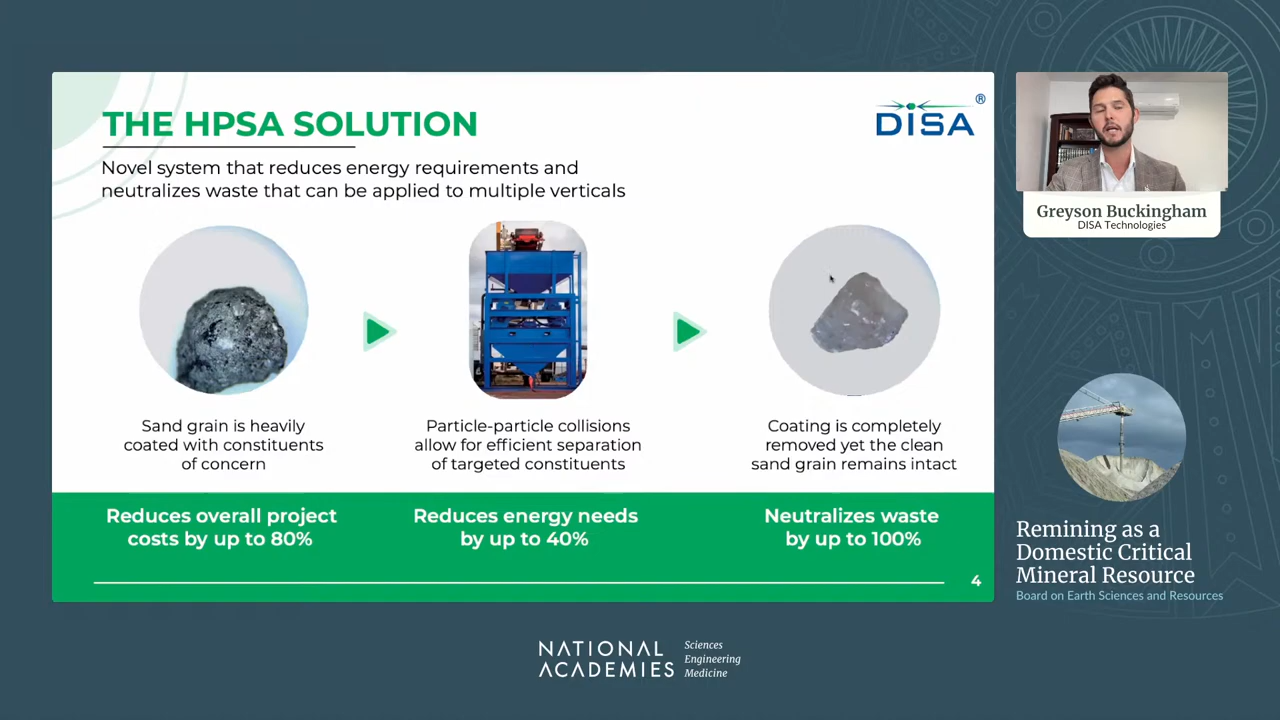 THE HPSA SOLUTION
DISA®
Novel system that reduces energy requirements and
neutralizes waste that can be applied to multiple verticals
Sand grain is heavily
coated with constituents
of concern
Particle-particle collisions
allow for efficient separation
of targeted constituents
Coating is completely
removed yet the clean
sand grain remains intact
Reduces overall project
costs by up to 80%
Reduces energy needs
by up to 40%
Neutralizes waste
by up to 100%
4
Greyson Buckingham
DISA Technologies
Remining as a
Domestic Critical
Mineral Resource
Board on Earth Sciences and Resources
NATIONAL
ACADEMIES
Sciences
Engineering
Medicine